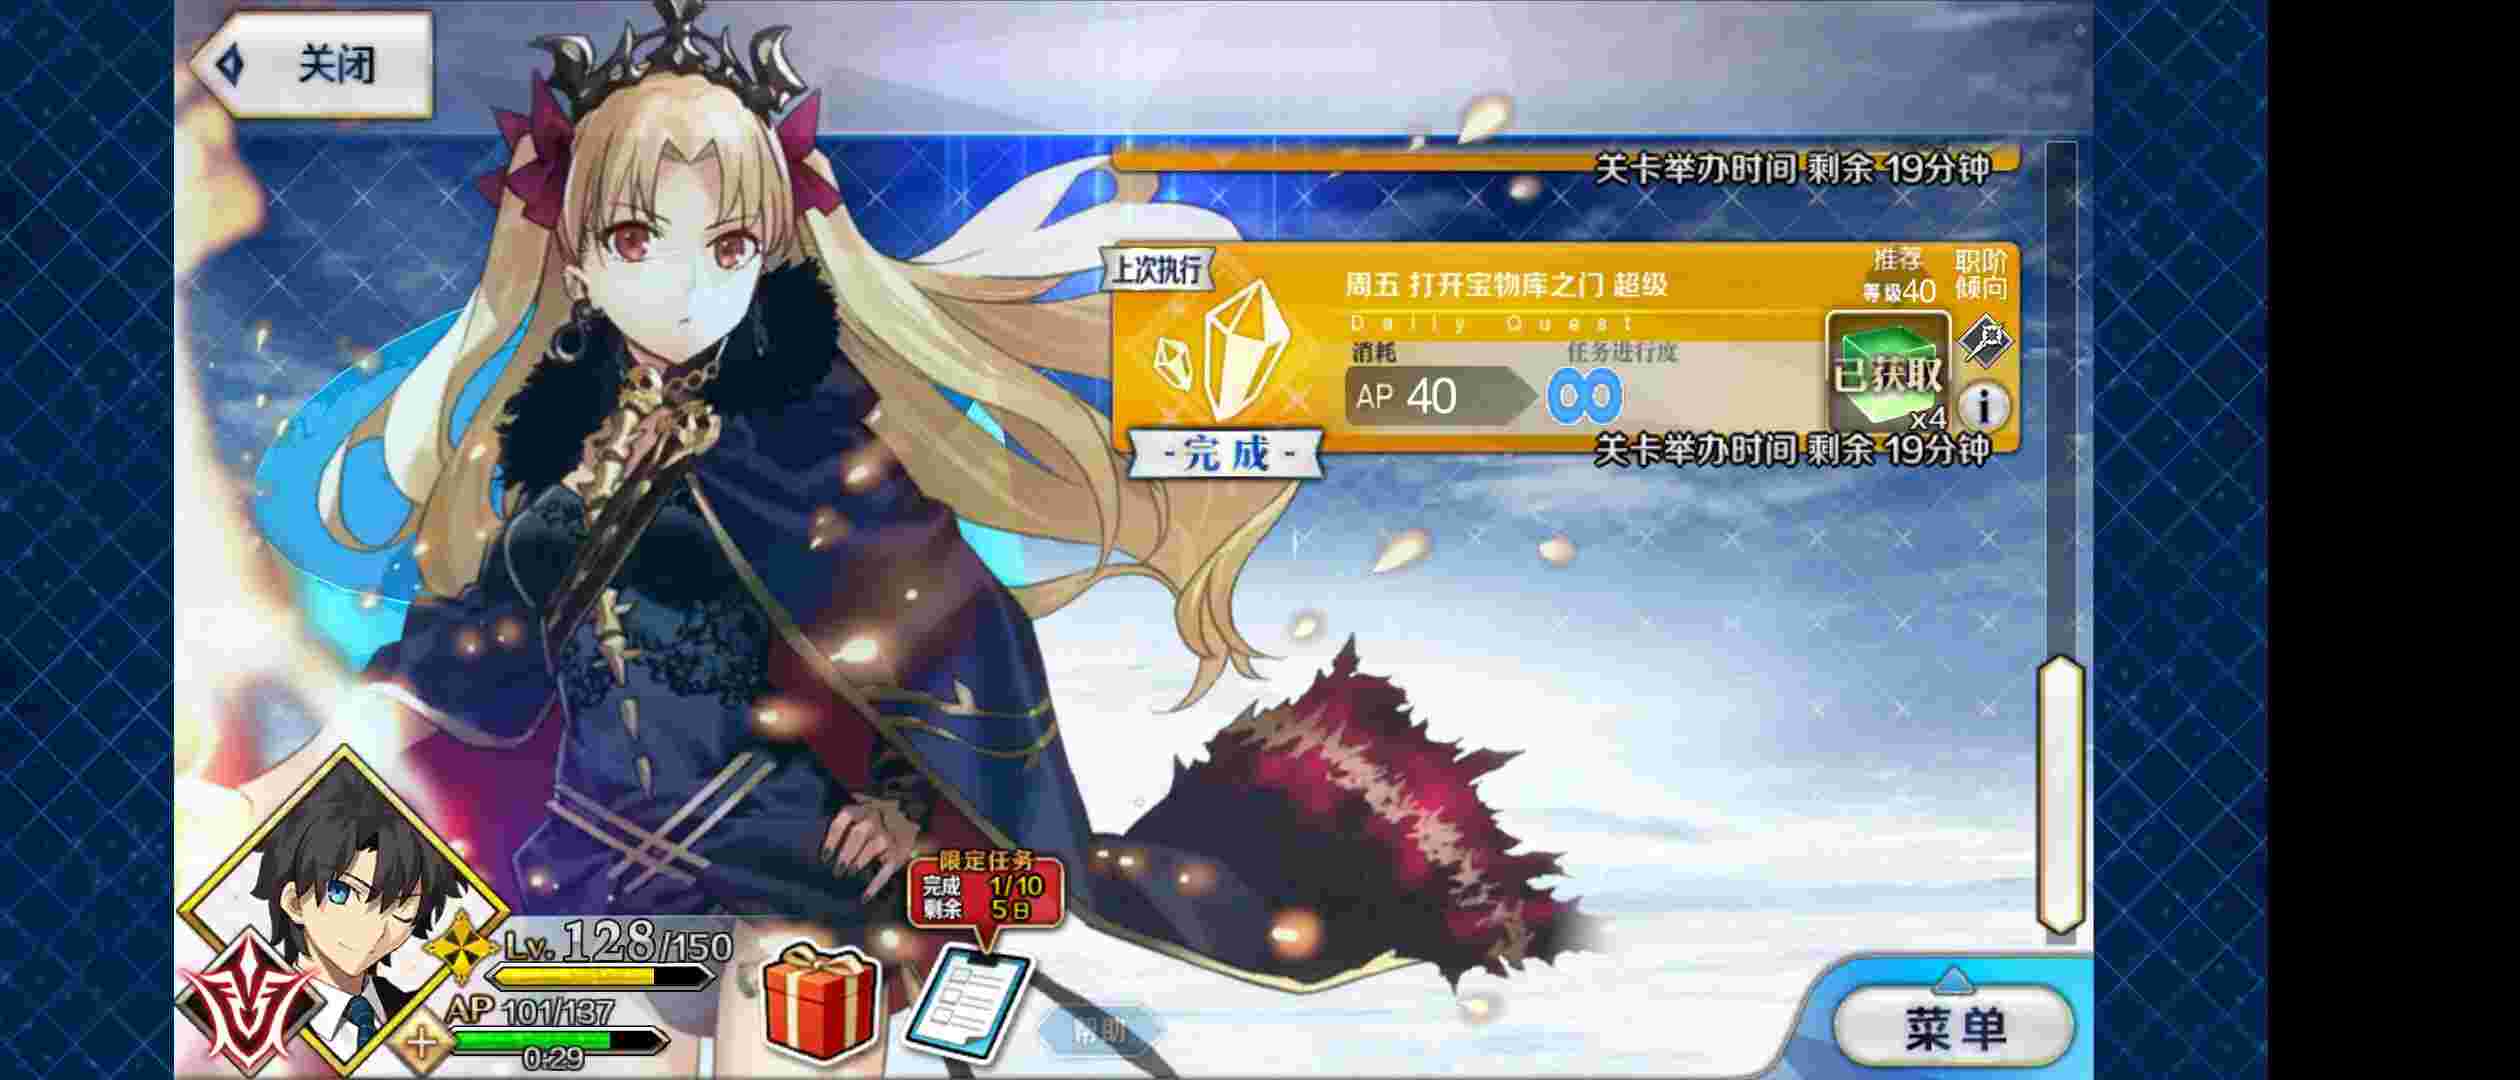 关闭
关卡举办时间 剩余 19分钟
上次执行
周五 打开宝物库之门 超级
Daily Quest
推荐
等级40
职阶
倾向
消耗
任务进行度
AP 40
已获取
x4
i
-完成-
关卡举办时间 剩余 19分钟
限定任务
完成 1/10
剩余 5日
Lv. 128/150
AP 101/137
0:29
帮助
菜单